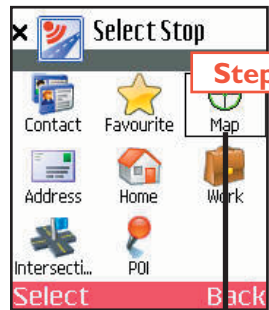 Select Stop
Step
Contact Favourite Map
Address Home Work
Intersecti... POI
Select Back